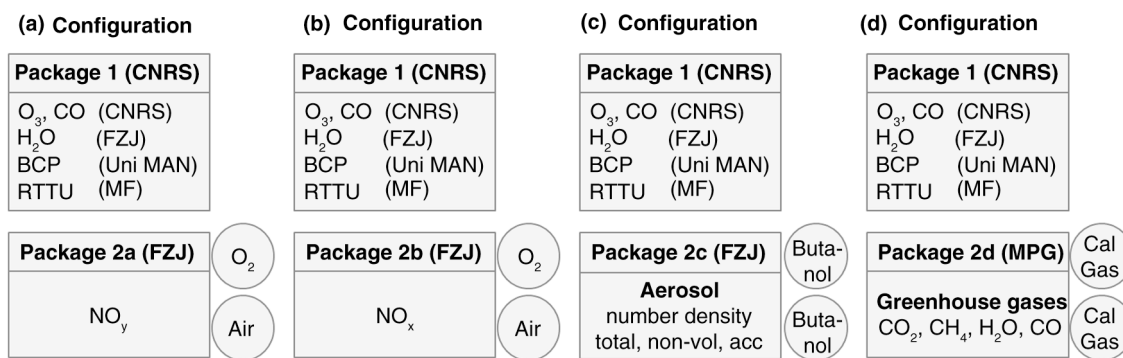 (a) Configuration
Package 1 (CNRS)
O₃, CO (CNRS)
H₂O (FZJ)
BCP (Uni MAN)
RTTU (MF)
Package 2a (FZJ)
NOy
O₂
Air
(b) Configuration
Package 1 (CNRS)
O₃, CO (CNRS)
H₂O (FZJ)
BCP (Uni MAN)
RTTU (MF)
Package 2b (FZJ)
NOₓ
O₂
Air
(c) Configuration
Package 1 (CNRS)
O₃, CO (CNRS)
H₂O (FZJ)
BCP (Uni MAN)
RTTU (MF)
Package 2c (FZJ)
Aerosol
number density
total, non-vol, acc
Buta-
nol
Buta-
nol
(d) Configuration
Package 1 (CNRS)
O₃, CO (CNRS)
H₂O (FZJ)
BCP (Uni MAN)
RTTU (MF)
Package 2d (MPG)
Greenhouse gases
CO₂, CH₄, H₂O, CO
Cal
Gas
Cal
Gas